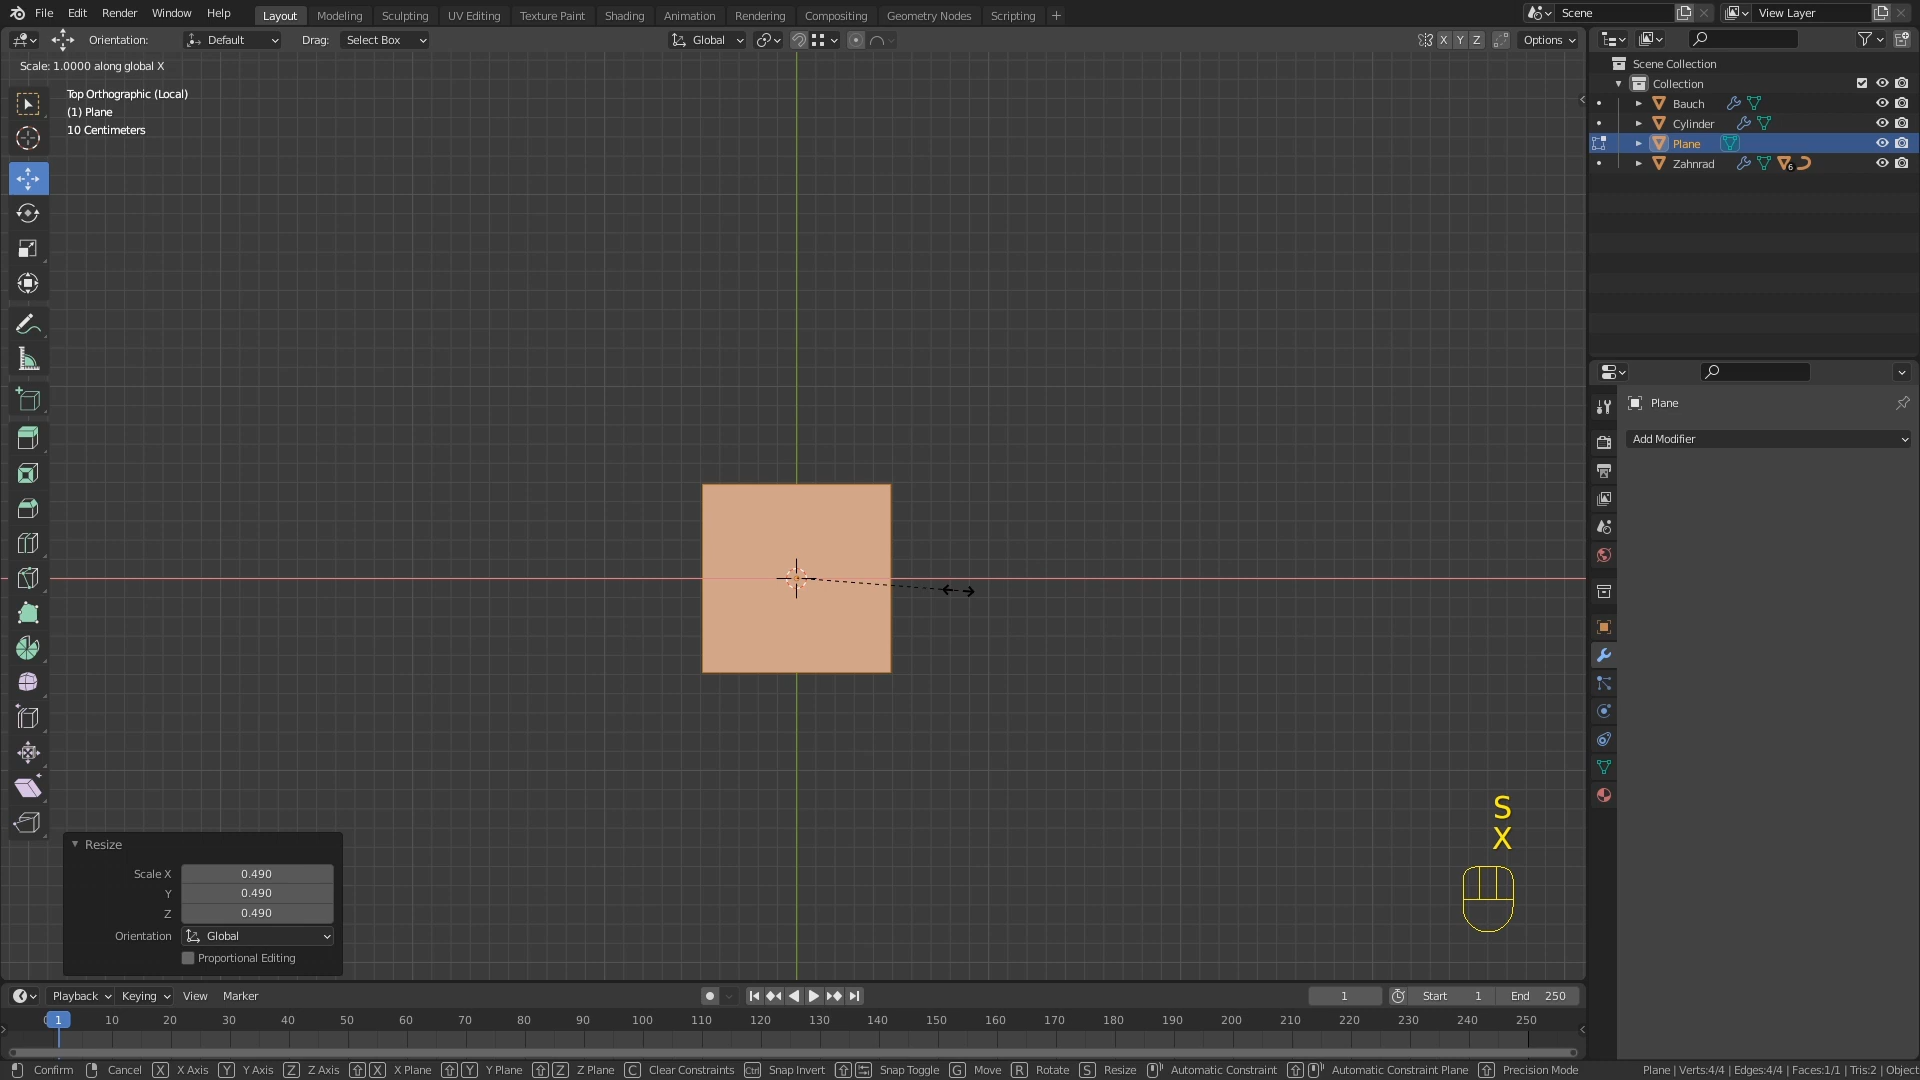 File Edit Render Window Help Layout Modeling Sculpting UV Editing Texture Paint Shading Animation Rendering Compositing Geometry Nodes Scripting + Scene View Layer
Orientation: Default Drag: Select Box Global X Y Z Options
Scale: 1.0000 along global X
Top Orthographic (Local)
(1) Plane
10 Centimeters
Scene Collection
Collection
Bauch
Cylinder
Plane
Zahnrad 6
Plane
Add Modifier
S
X
Resize
Scale X 0.490
Y 0.490
Z 0.490
Orientation Global
Proportional Editing
Playback Keying View Marker 1 Start 1 End 250
1 10 20 30 40 50 60 70 80 90 100 110 120 130 140 150 160 170 180 190 200 210 220 230 240 250
Confirm Cancel X X Axis Y Y Axis Z Z Axis X X Plane Y Y Plane Z Z Plane C Clear Constraints Ctrl Snap Invert Snap Toggle G Move R Rotate S Resize Automatic Constraint Automatic Constraint Plane Precision Mode Plane | Verts:4/4 | Edges:4/4 | Faces:1/1 | Tris:2 | Object